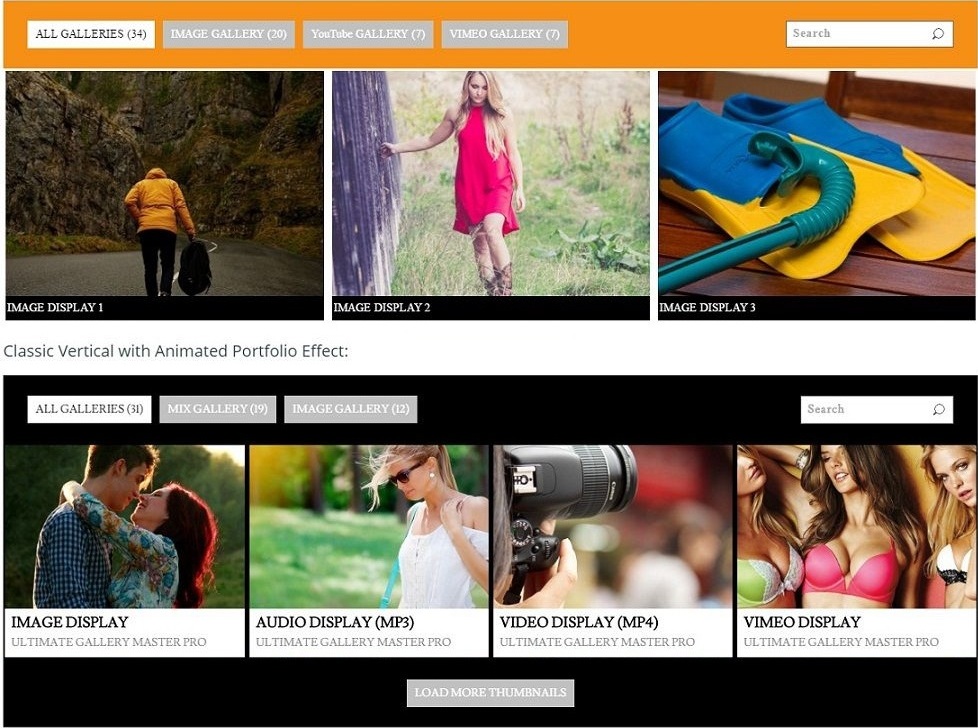 ALL GALLERIES (34) IMAGE GALLERY (20) YouTube GALLERY (7) VIMEO GALLERY (7) Search
IMAGE DISPLAY 1 IMAGE DISPLAY 2 IMAGE DISPLAY 3
Classic Vertical with Animated Portfolio Effect:
ALL GALLERIES (31) MIX GALLERY (19) IMAGE GALLERY (12) Search
Canon
IMAGE DISPLAY AUDIO DISPLAY (MP3) VIDEO DISPLAY (MP4) VIMEO DISPLAY
ULTIMATE GALLERY MASTER PRO ULTIMATE GALLERY MASTER PRO ULTIMATE GALLERY MASTER PRO ULTIMATE GALLERY MASTER PRO
LOAD MORE THUMBNAILS